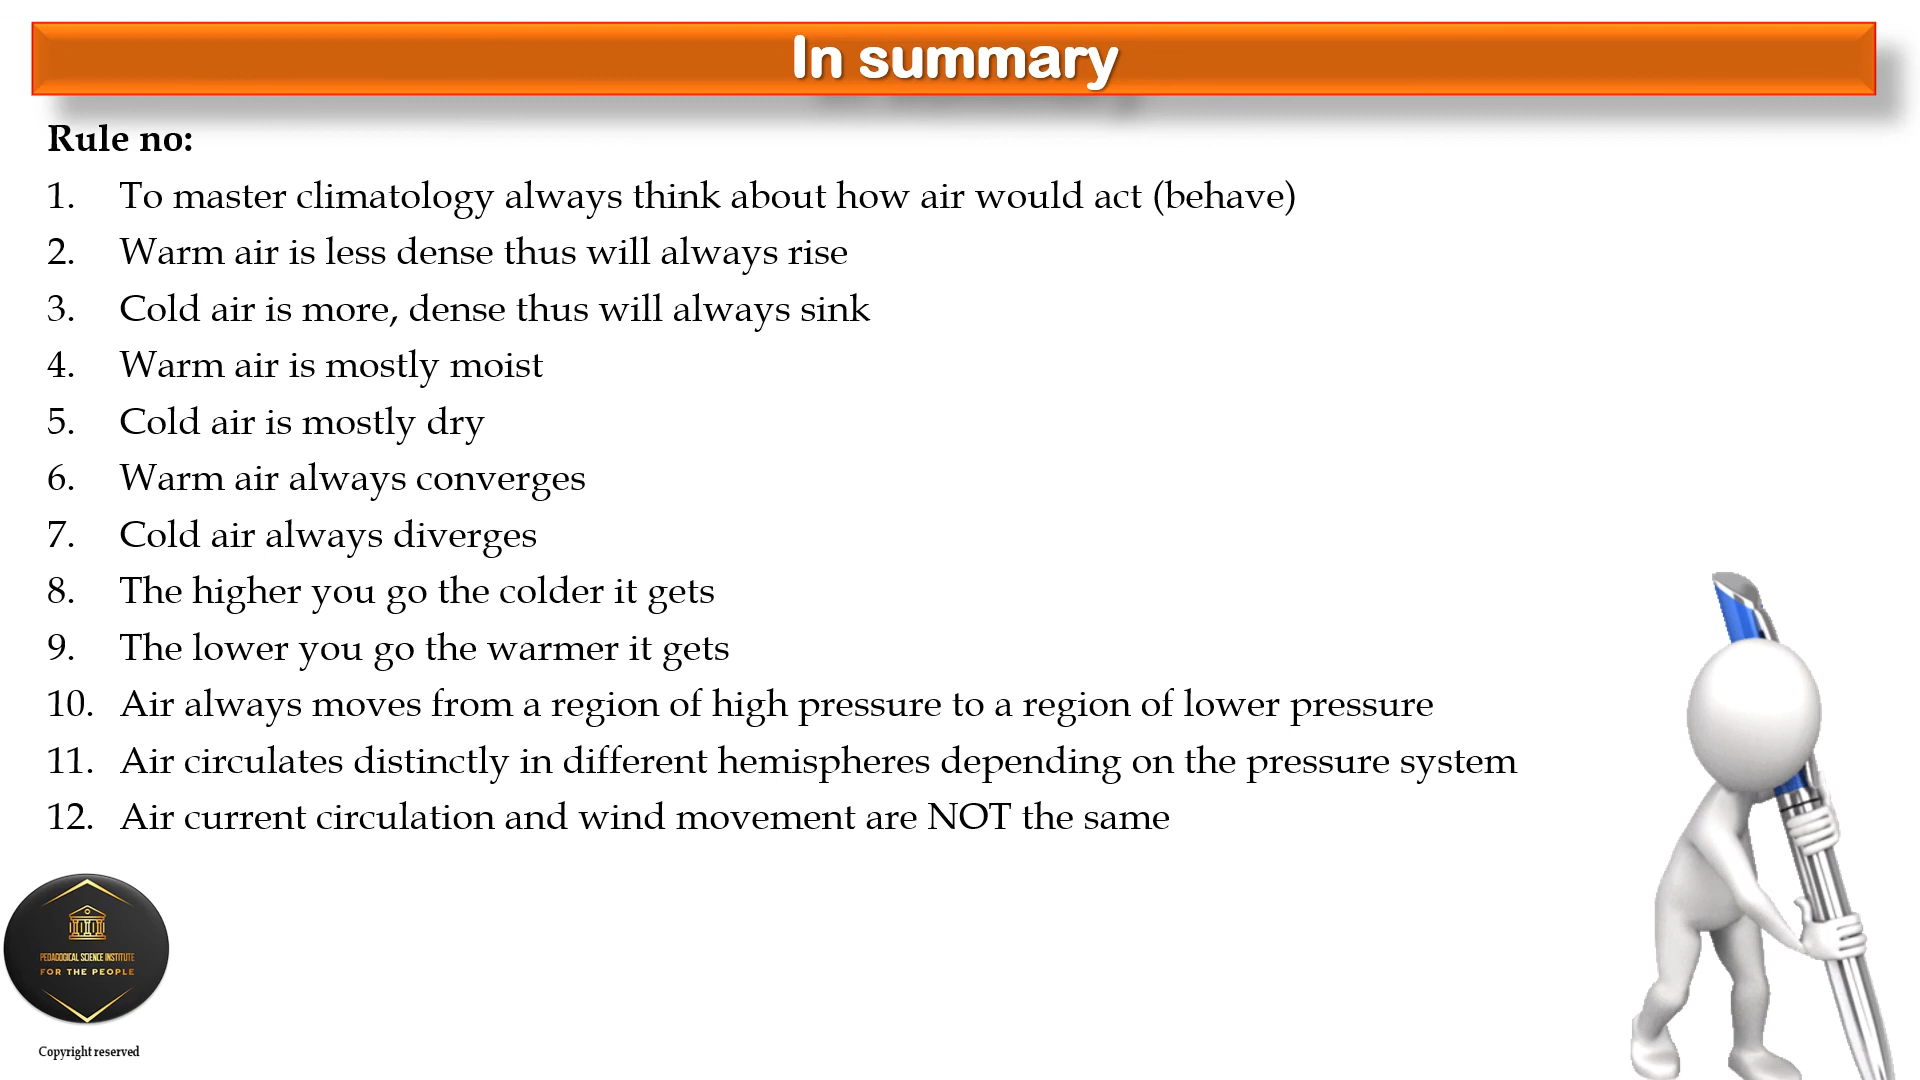 In summary
Rule no:
1. To master climatology always think about how air would act (behave)
2. Warm air is less dense thus will always rise
3. Cold air is more, dense thus will always sink
4. Warm air is mostly moist
5. Cold air is mostly dry
6. Warm air always converges
7. Cold air always diverges
8. The higher you go the colder it gets
9. The lower you go the warmer it gets
10. Air always moves from a region of high pressure to a region of lower pressure
11. Air circulates distinctly in different hemispheres depending on the pressure system
12. Air current circulation and wind movement are NOT the same
PEDAGOGICAL SCIENCE INSTITUTE
FOR THE PEOPLE
Copyright reserved